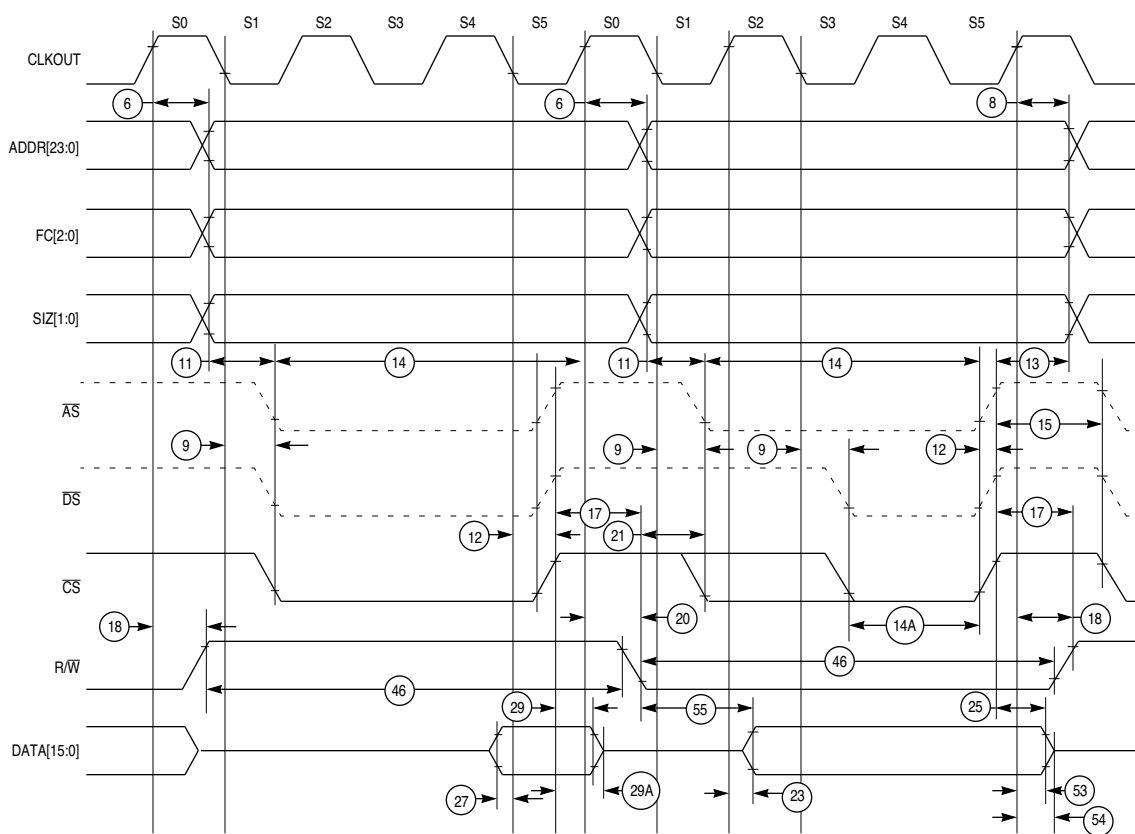 S0 S1 S2 S3 S4 S5 S0 S1 S2 S3 S4 S5
CLKOUT
6 6 8
ADDR[23:0]
FC[2:0]
SIZ[1:0]
11 14 11 14 13
AS
15
9 9 9 12
DS
17 17
12 21
CS
18 20 14A 18
R/W
46
46
29 55 25
DATA[15:0]
27 29A 23 53
54